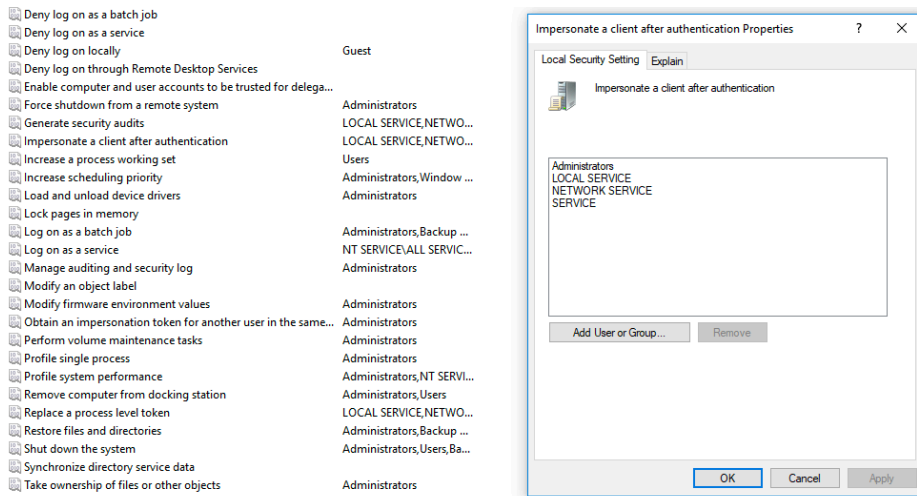 Deny log on as a batch job
Deny log on as a service
Deny log on locally Guest
Deny log on through Remote Desktop Services
Enable computer and user accounts to be trusted for delega...
Force shutdown from a remote system Administrators
Generate security audits LOCAL SERVICE,NETWO...
Impersonate a client after authentication LOCAL SERVICE,NETWO...
Increase a process working set Users
Increase scheduling priority Administrators,Window ...
Load and unload device drivers Administrators
Lock pages in memory
Log on as a batch job Administrators,Backup ...
Log on as a service NT SERVICE\ALL SERVIC...
Manage auditing and security log Administrators
Modify an object label
Modify firmware environment values Administrators
Obtain an impersonation token for another user in the same... Administrators
Perform volume maintenance tasks Administrators
Profile single process Administrators
Profile system performance Administrators,NT SERVI...
Remove computer from docking station Administrators,Users
Replace a process level token LOCAL SERVICE,NETWO...
Restore files and directories Administrators,Backup ...
Shut down the system Administrators,Users,Ba...
Synchronize directory service data
Take ownership of files or other objects Administrators
Impersonate a client after authentication Properties ? X
Local Security Setting Explain
Impersonate a client after authentication
Administrators
LOCAL SERVICE
NETWORK SERVICE
SERVICE
Add User or Group... Remove
OK Cancel Apply